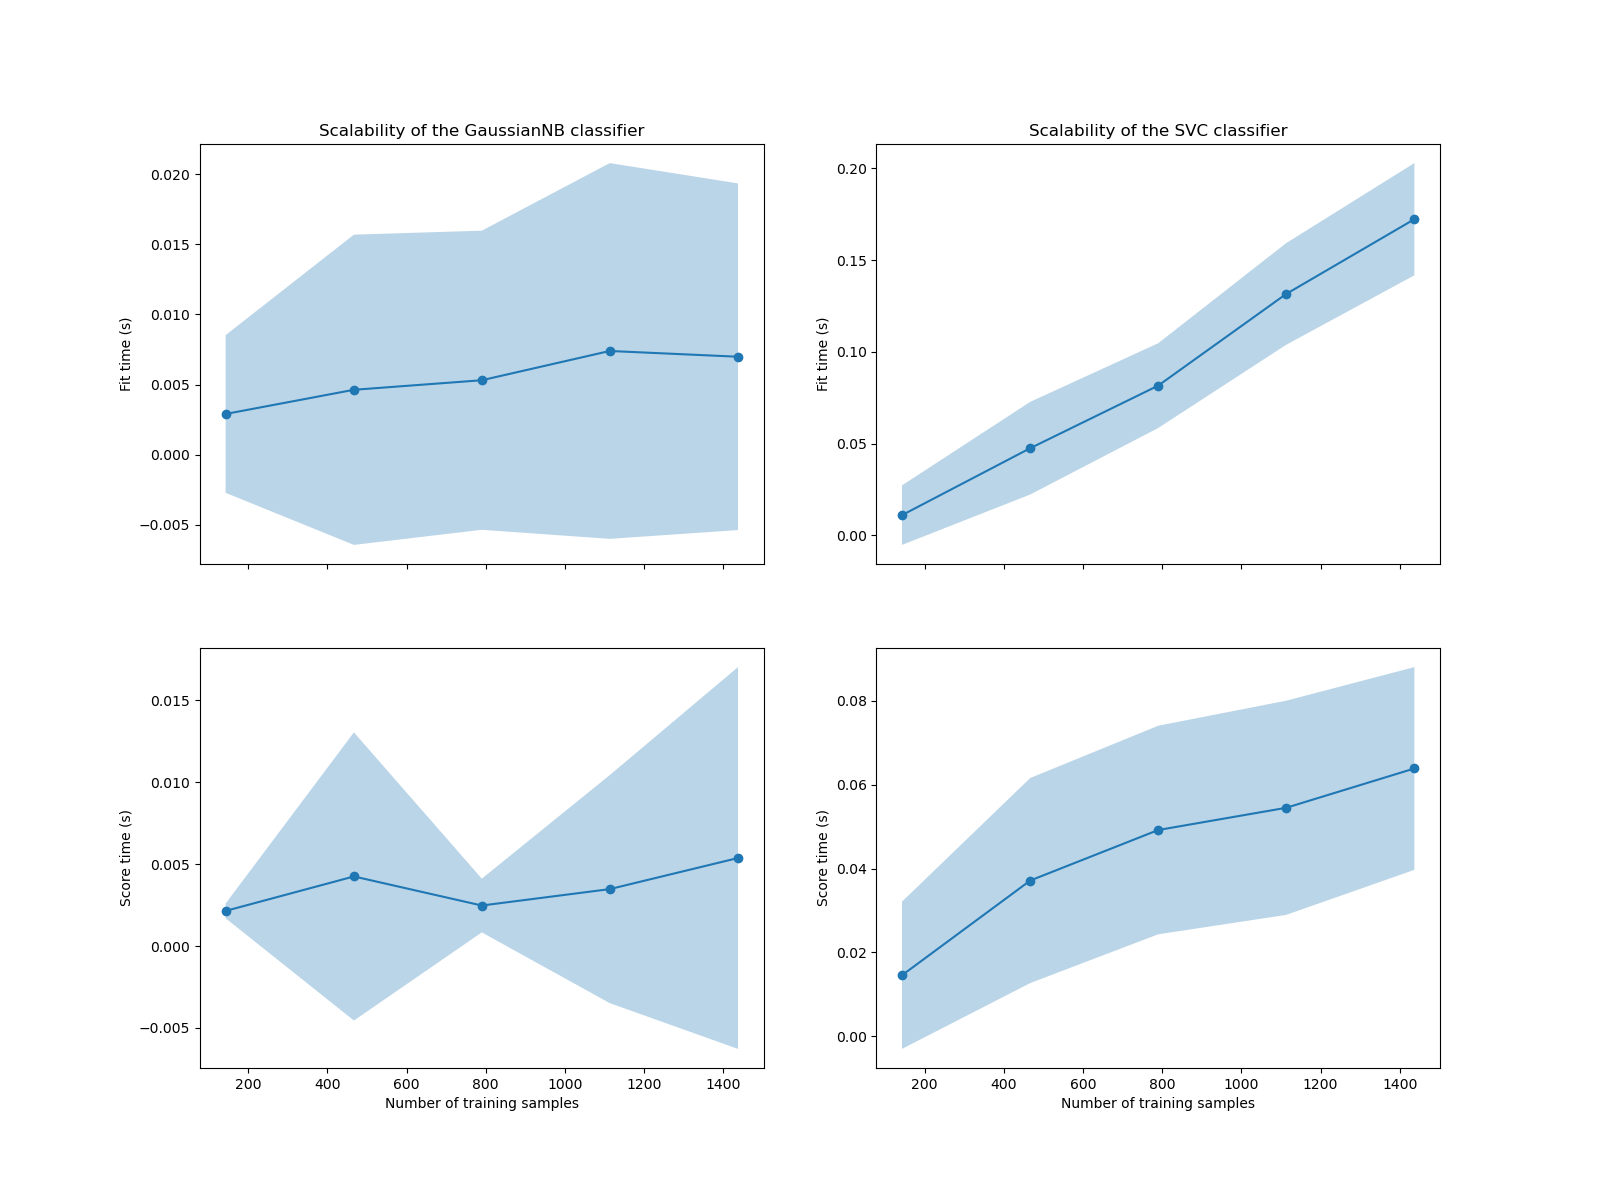 Scalability of the GaussianNB classifier
0.020
0.015
0.010
0.005
0.000
−0.005
Fit time (s)
Scalability of the SVC classifier
0.20
0.15
0.10
0.05
0.00
Fit time (s)
0.015
0.010
0.005
0.000
−0.005
Score time (s)
200 400 600 800 1000 1200 1400
Number of training samples
0.08
0.06
0.04
0.02
0.00
Score time (s)
200 400 600 800 1000 1200 1400
Number of training samples